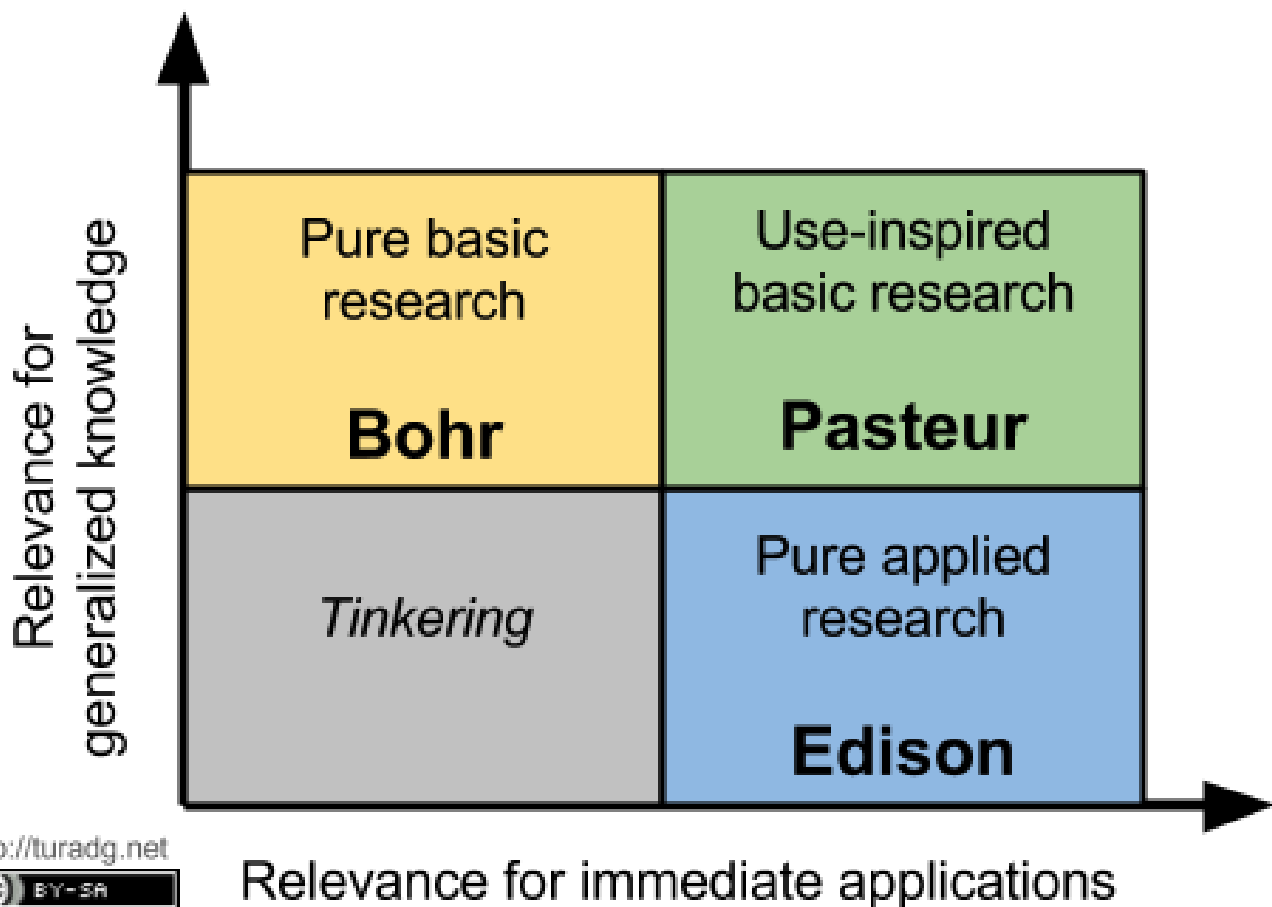 Relevance for
generalized knowledge
Pure basic
research
Bohr
Use-inspired
basic research
Pasteur
Tinkering
Pure applied
research
Edison
p://turadg.net
BY-SA
Relevance for immediate applications